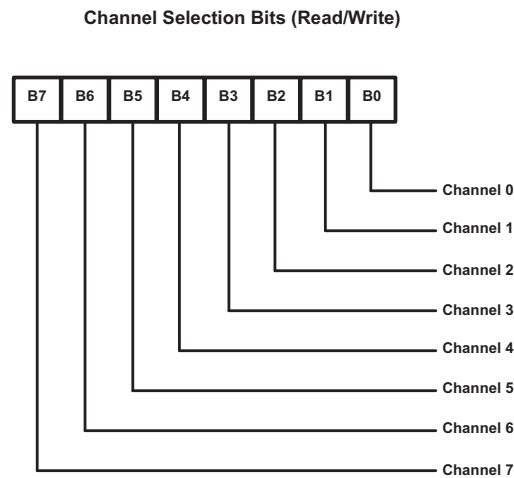 Channel Selection Bits (Read/Write)
B7 B6 B5 B4 B3 B2 B1 B0
Channel 0
Channel 1
Channel 2
Channel 3
Channel 4
Channel 5
Channel 6
Channel 7